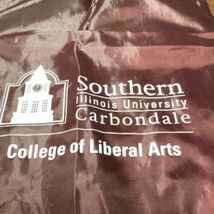 Southern
Illinois University
Carbondale
College of Liberal Arts